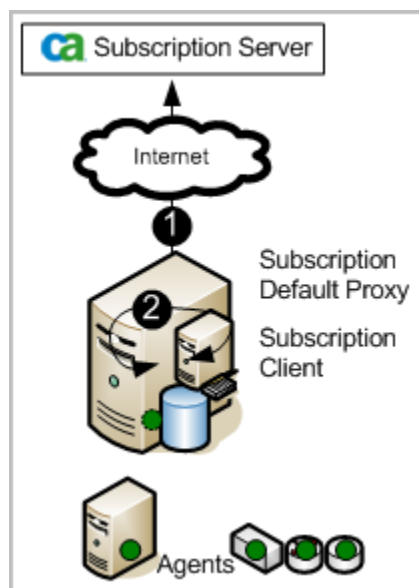 ca Subscription Server
Internet
1
Subscription
Default Proxy
2
Subscription
Client
Agents